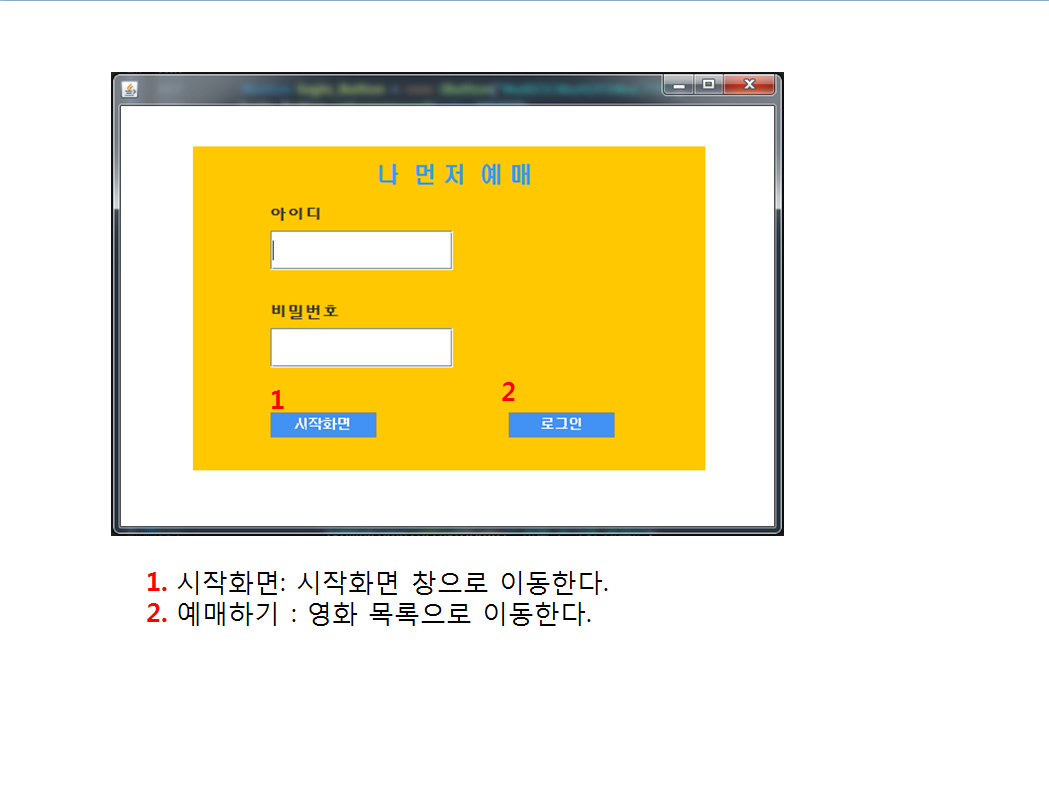 나 먼저 예매
아이디
비밀번호
1
2
시작화면
로그인
1. 시작화면: 시작화면 창으로 이동한다.
2. 예매하기 : 영화 목록으로 이동한다.